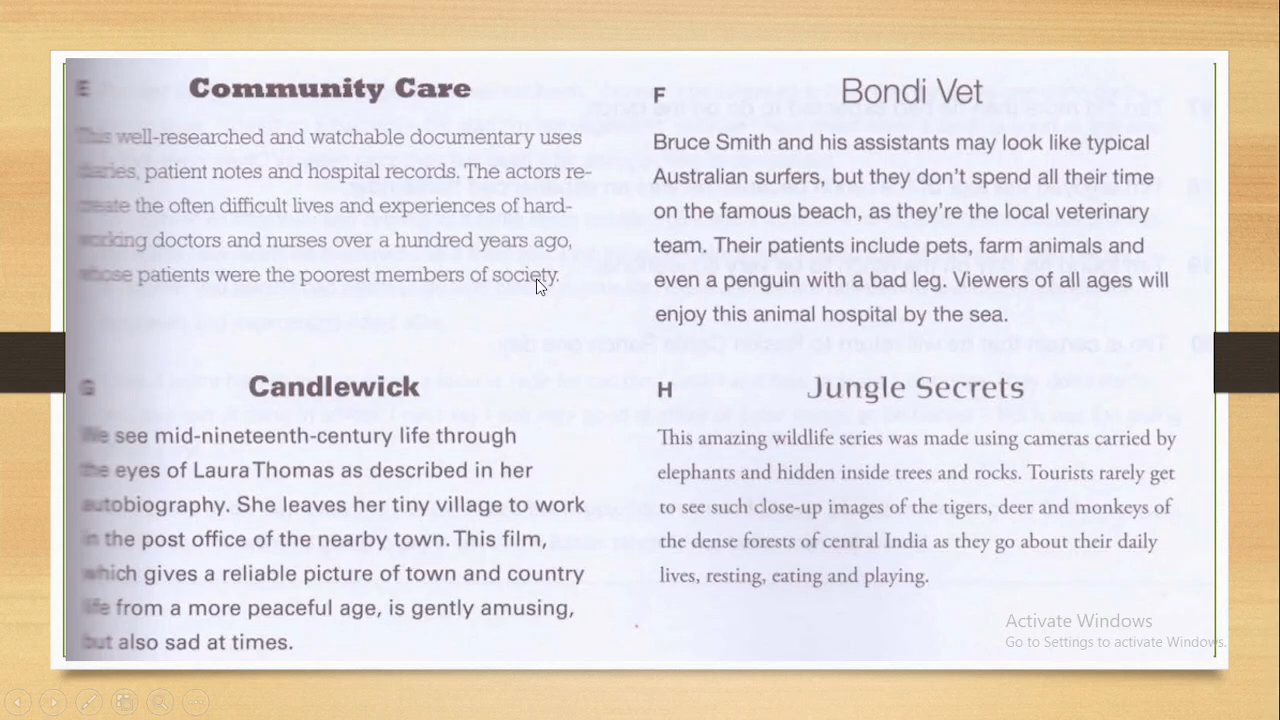 E Community Care
This well-researched and watchable documentary uses
diaries, patient notes and hospital records. The actors re-
create the often difficult lives and experiences of hard-
working doctors and nurses over a hundred years ago,
whose patients were the poorest members of society.
F Bondi Vet
Bruce Smith and his assistants may look like typical
Australian surfers, but they don't spend all their time
on the famous beach, as they're the local veterinary
team. Their patients include pets, farm animals and
even a penguin with a bad leg. Viewers of all ages will
enjoy this animal hospital by the sea.
G Candlewick
We see mid-nineteenth-century life through
the eyes of Laura Thomas as described in her
autobiography. She leaves her tiny village to work
in the post office of the nearby town. This film,
which gives a reliable picture of town and country
life from a more peaceful age, is gently amusing,
but also sad at times.
H Jungle Secrets
This amazing wildlife series was made using cameras carried by
elephants and hidden inside trees and rocks. Tourists rarely get
to see such close-up images of the tigers, deer and monkeys of
the dense forests of central India as they go about their daily
lives, resting, eating and playing.
Activate Windows
Go to Settings to activate Windows.